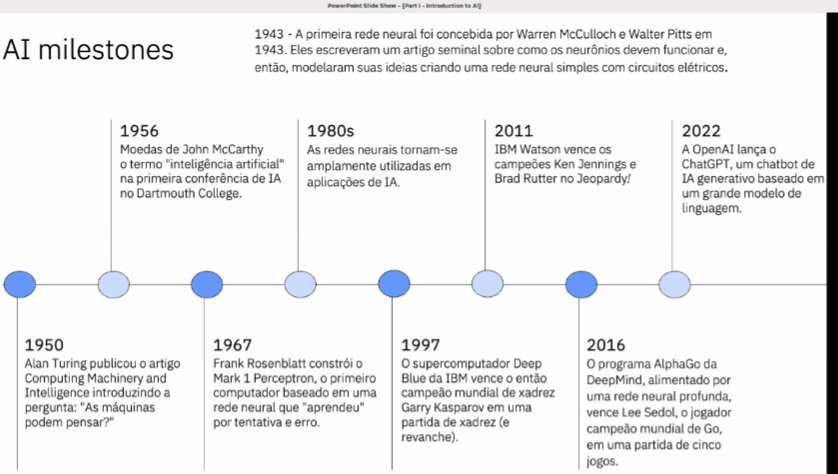 PowerPoint Slide Show - [Part I - Introduction to AI]
AI milestones
1943 - A primeira rede neural foi concebida por Warren McCulloch e Walter Pitts em
1943. Eles escreveram um artigo seminal sobre como os neurônios devem funcionar e,
então, modelaram suas ideias criando uma rede neural simples com circuitos elétricos.
1956
Moedas de John McCarthy
o termo "inteligência artificial"
na primeira conferência de IA
no Dartmouth College.
1980s
As redes neurais tornam-se
amplamente utilizadas em
aplicações de IA.
2011
IBM Watson vence os
campeões Ken Jennings e
Brad Rutter no Jeopardy!
2022
A OpenAI lança o
ChatGPT, um chatbot de
IA generativo baseado em
um grande modelo de
linguagem.
1950
Alan Turing publicou o artigo
Computing Machinery and
Intelligence introduzindo a
pergunta: "As máquinas
podem pensar?"
1967
Frank Rosenblatt constrói o
Mark 1 Perceptron, o primeiro
computador baseado em uma
rede neural que "aprendeu"
por tentativa e erro.
1997
O supercomputador Deep
Blue da IBM vence o então
campeão mundial de xadrez
Garry Kasparov em uma
partida de xadrez (e
revanche).
2016
O programa AlphaGo da
DeepMind, alimentado por
uma rede neural profunda,
vence Lee Sedol, o jogador
campeão mundial de Go,
em uma partida de cinco
jogos.